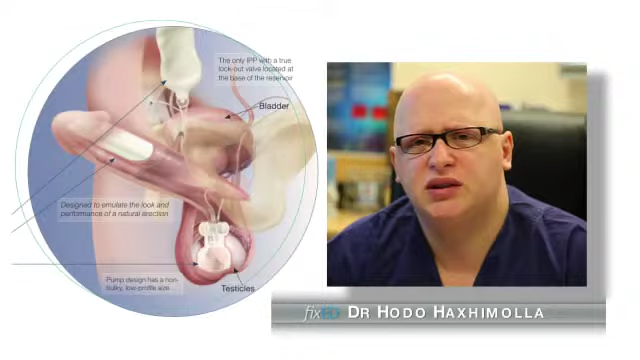 The only IPP with a true
lock-out valve located at
the base of the reservoir
Bladder
Designed to emulate the look and
performance of a natural erection
Pump design has a non-
bulky, low-profile size
Testicles
fixED DR HODO HAXHIMOLLA